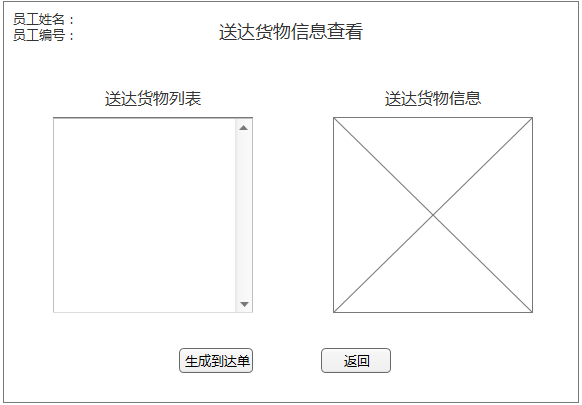 员工姓名：
员工编号：
送达货物信息查看
送达货物列表
送达货物信息
生成到达单
返回